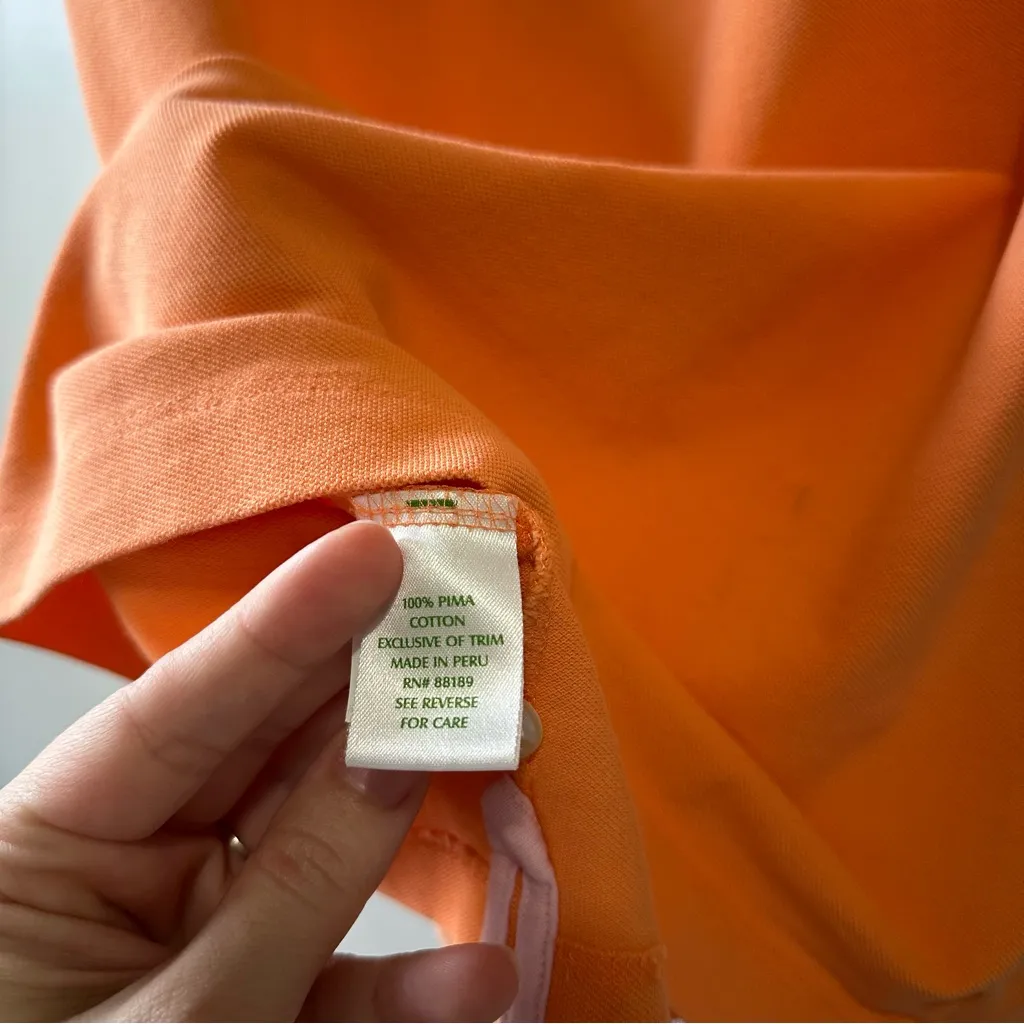 100% PIMA
COTTON
EXCLUSIVE OF TRIM
MADE IN PERU
RN# 88189
SEE REVERSE
FOR CARE